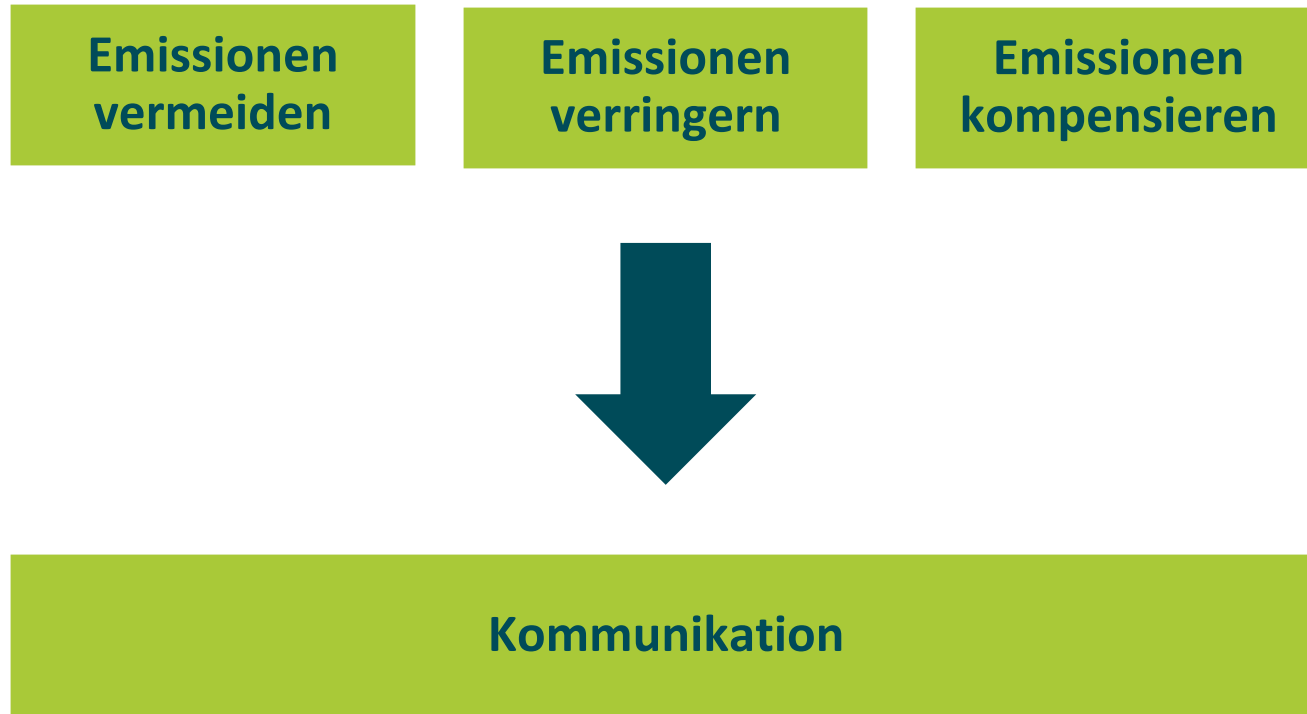 Emissionen
vermeiden
Emissionen
verringern
Emissionen
kompensieren
Kommunikation